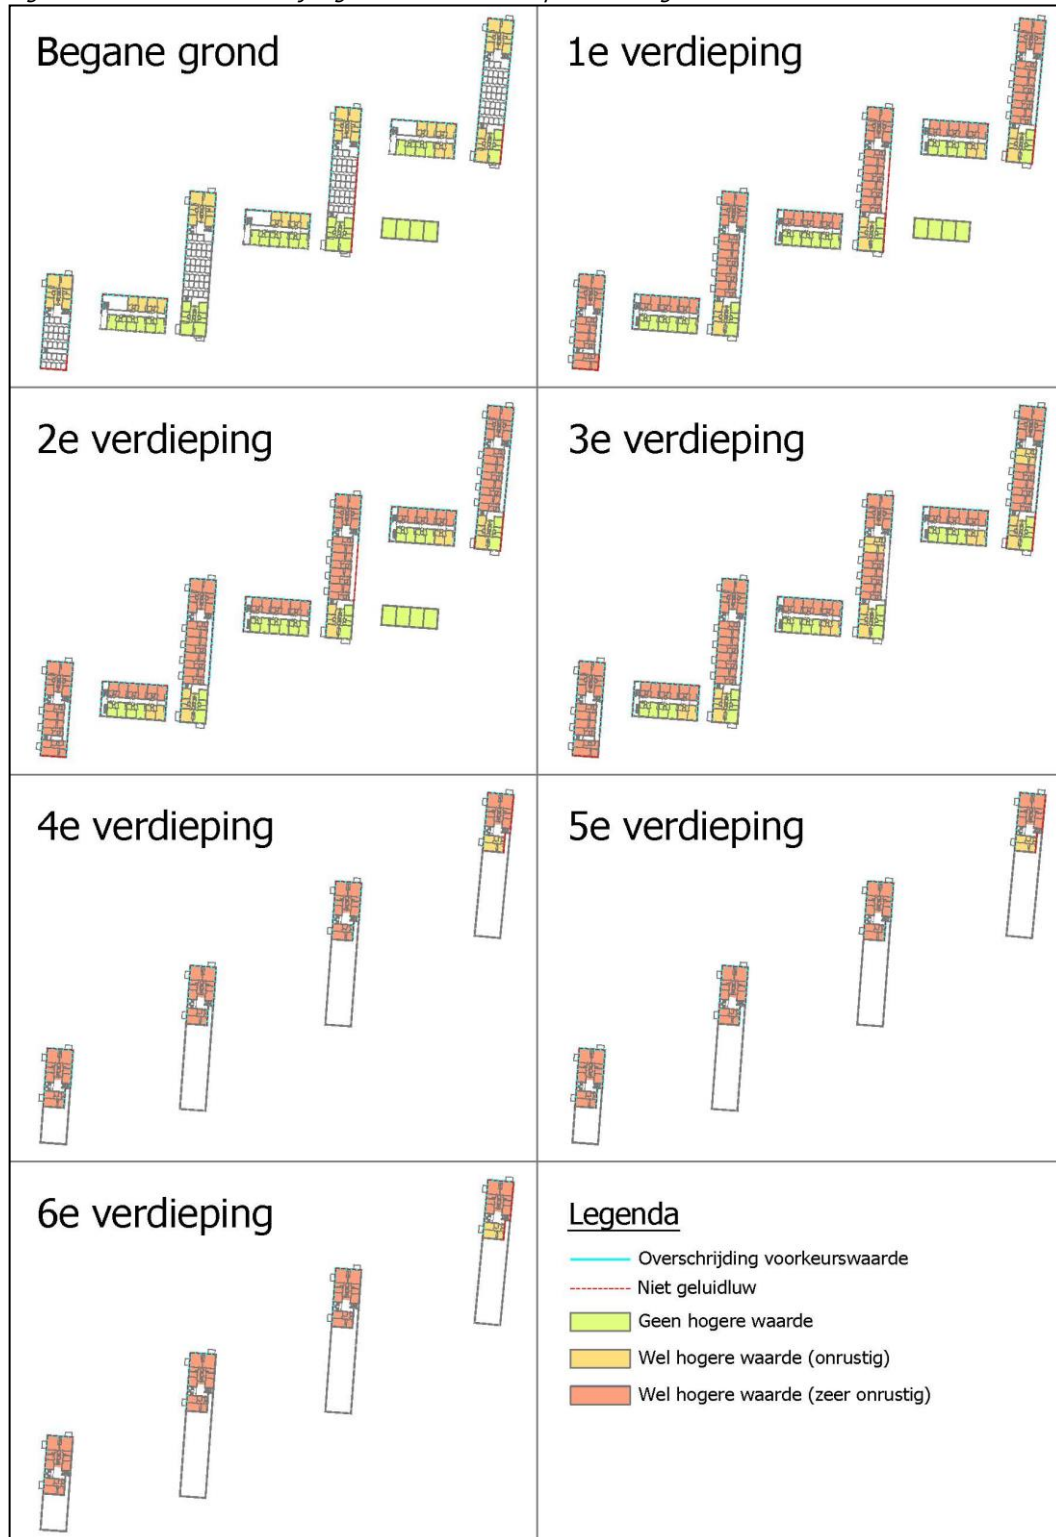 Begane grond
1e verdieping
2e verdieping
3e verdieping
4e verdieping
5e verdieping
6e verdieping
Legenda
Overschrijding voorkeurswaarde
Niet geluidluw
Geen hogere waarde
Wel hogere waarde (onrustig)
Wel hogere waarde (zeer onrustig)